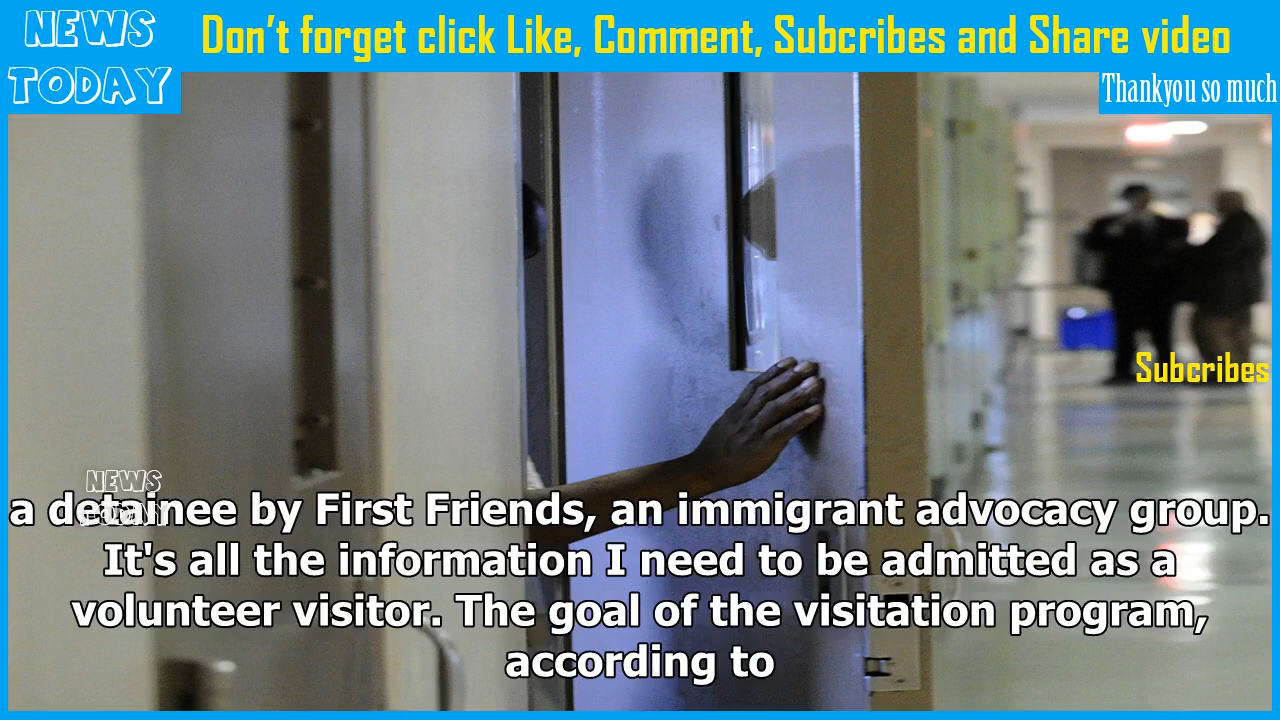 NEWS
TODAY
Don't forget click Like, Comment, Subcribes and Share video
Thankyou so much
Subcribes
NEWS
TODAY
a detainee by First Friends, an immigrant advocacy group.
It's all the information I need to be admitted as a
volunteer visitor. The goal of the visitation program,
according to